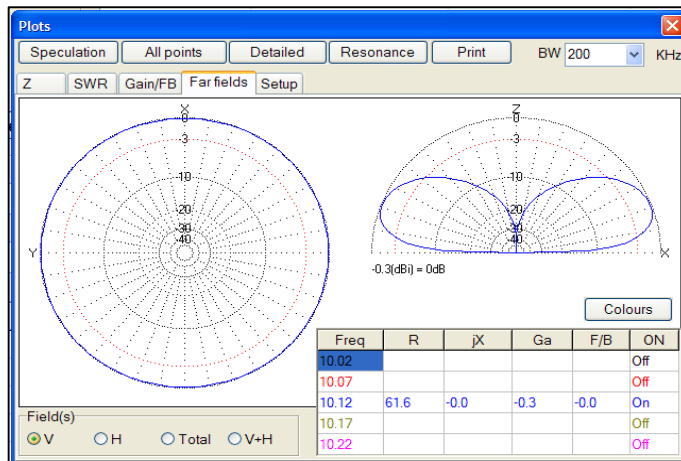 Plots
Speculation All points Detailed Resonance Print BW 200 KHz
Z SWR Gain/FB Far fields Setup
X
0
-3
-10
-20
-30
-40
Y
Z
0
-3
-10
-20
-30
-40
X
-0.3(dBi) = 0dB
Colours
Freq R jX Ga F/B ON
10.02 Off
10.07 Off
10.12 61.6 -0.0 -0.3 -0.0 On
10.17 Off
10.22 Off
Field(s)
V H Total V+H